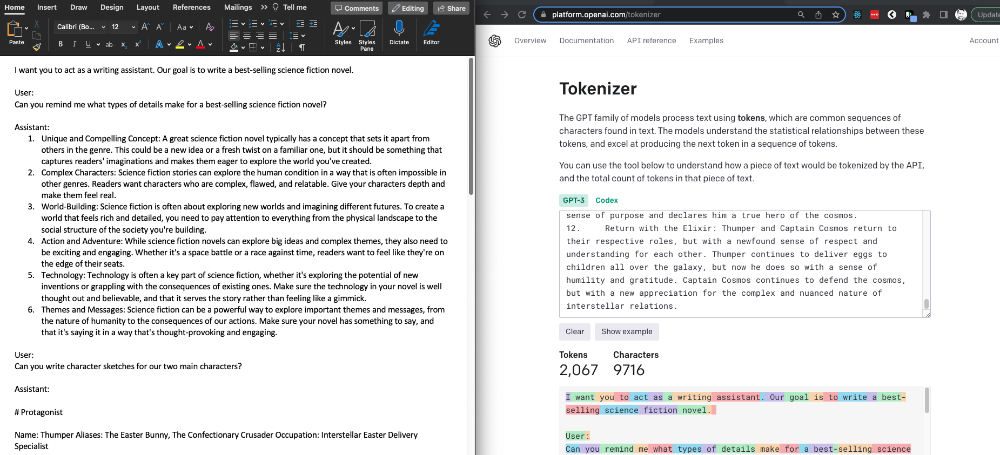 Home Insert Draw Design Layout References Mailings >> Tell me Comments Editing Share
Paste
Calibri (Bo... 12 Aa
B I U ab x₂ x² A A
Styles Styles Pane Dictate Editor
I want you to act as a writing assistant. Our goal is to write a best-selling science fiction novel.
User:
Can you remind me what types of details make for a best-selling science fiction novel?
Assistant:
1. Unique and Compelling Concept: A great science fiction novel typically has a concept that sets it apart from
others in the genre. This could be a new idea or a fresh twist on a familiar one, but it should be something that
captures readers' imaginations and makes them eager to explore the world you've created.
2. Complex Characters: Science fiction stories can explore the human condition in a way that is often impossible in
other genres. Readers want characters who are complex, flawed, and relatable. Give your characters depth and
make them feel real.
3. World-Building: Science fiction is often about exploring new worlds and imagining different futures. To create a
world that feels rich and detailed, you need to pay attention to everything from the physical landscape to the
social structure of the society you're building.
4. Action and Adventure: While science fiction novels can explore big ideas and complex themes, they also need to
be exciting and engaging. Whether it's a space battle or a race against time, readers want to feel like they're on
the edge of their seats.
5. Technology: Technology is often a key part of science fiction, whether it's exploring the potential of new
inventions or grappling with the consequences of existing ones. Make sure the technology in your novel is well
thought out and believable, and that it serves the story rather than feeling like a gimmick.
6. Themes and Messages: Science fiction can be a powerful way to explore important themes and messages, from
the nature of humanity to the consequences of our actions. Make sure your novel has something to say, and
that it's saying it in a way that's thought-provoking and engaging.
User:
Can you write character sketches for our two main characters?
Assistant:
# Protagonist
Name: Thumper Aliases: The Easter Bunny, The Confectionary Crusader Occupation: Interstellar Easter Delivery
Specialist
platform.openai.com/tokenizer
Update
Overview Documentation API reference Examples Account
Tokenizer
The GPT family of models process text using tokens, which are common sequences of
characters found in text. The models understand the statistical relationships between these
tokens, and excel at producing the next token in a sequence of tokens.
You can use the tool below to understand how a piece of text would be tokenized by the API,
and the total count of tokens in that piece of text.
GPT-3 Codex
sense of purpose and declares him a true hero of the cosmos.
12. Return with the Elixir: Thumper and Captain Cosmos return to
their respective roles, but with a newfound sense of respect and
understanding for each other. Thumper continues to deliver eggs to
children all over the galaxy, but now he does so with a sense of
humility and gratitude. Captain Cosmos continues to defend the cosmos,
but with a new appreciation for the complex and nuanced nature of
interstellar relations.
Clear Show example
Tokens Characters
2,067 9716
I want you to act as a writing assistant. Our goal is to write a best-
selling science fiction novel.
User:
Can you remind me what types of details make for a best-selling science